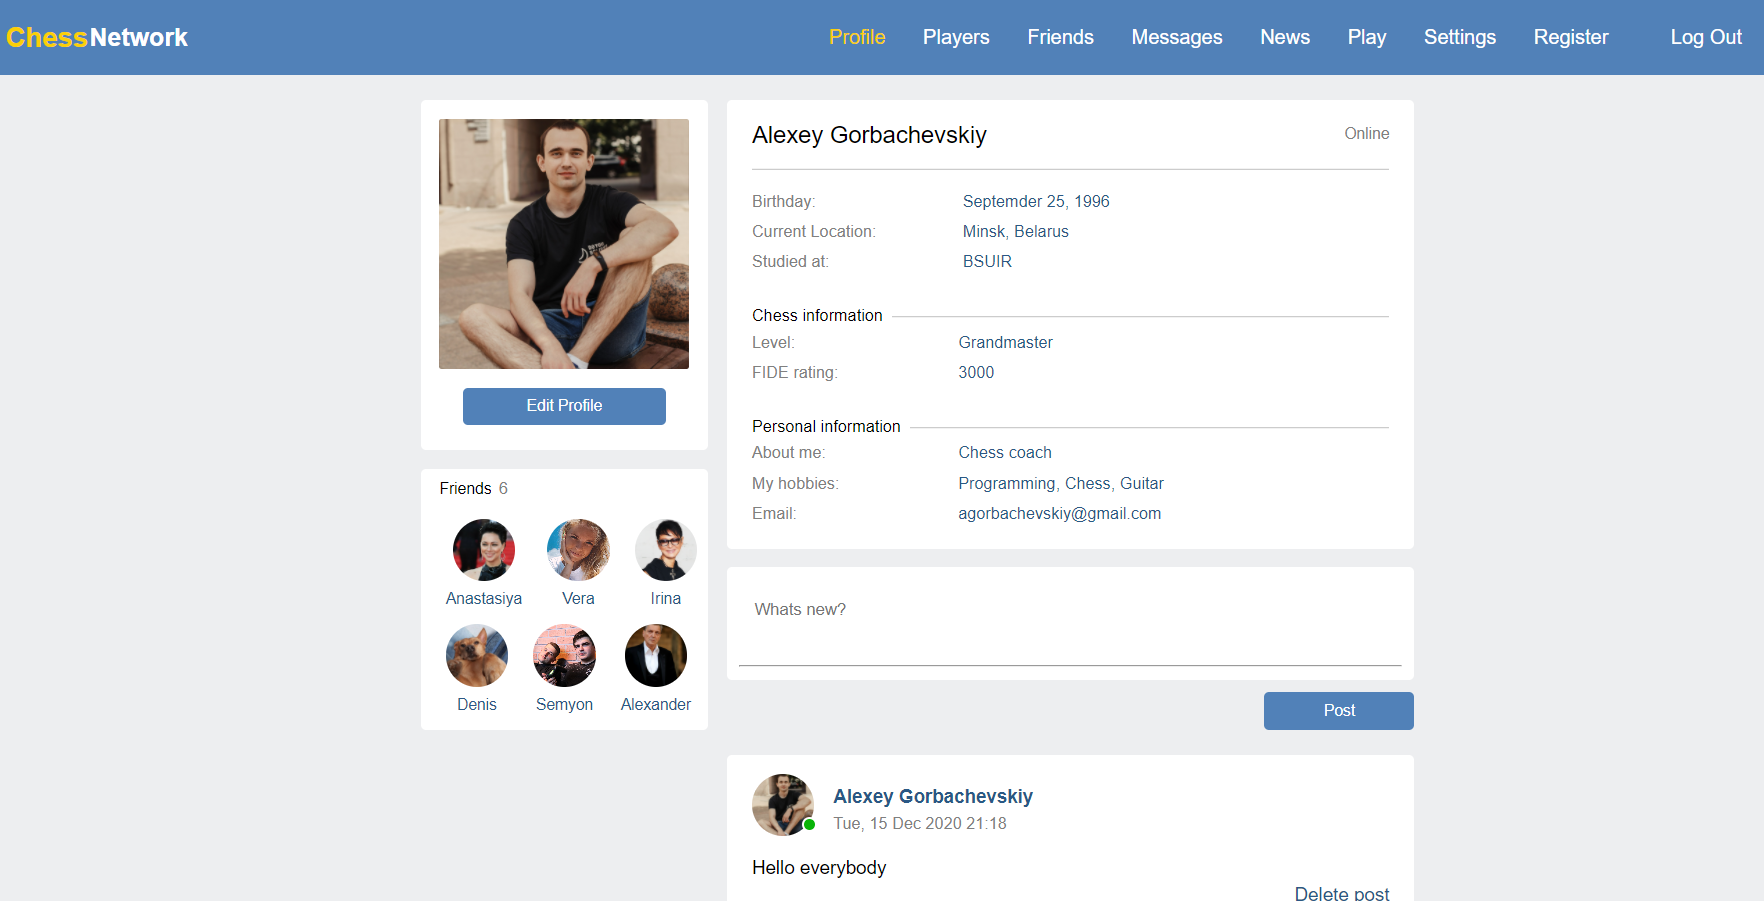 ChessNetwork
Profile Players Friends Messages News Play Settings Register Log Out
Edit Profile
Friends 6
Anastasiya Vera Irina
Denis Semyon Alexander
Alexey Gorbachevskiy Online
Birthday: Septemder 25, 1996
Current Location: Minsk, Belarus
Studied at: BSUIR
Chess information
Level: Grandmaster
FIDE rating: 3000
Personal information
About me: Chess coach
My hobbies: Programming, Chess, Guitar
Email: agorbachevskiy@gmail.com
Whats new?
Post
Alexey Gorbachevskiy
Tue, 15 Dec 2020 21:18
Hello everybody
Delete post